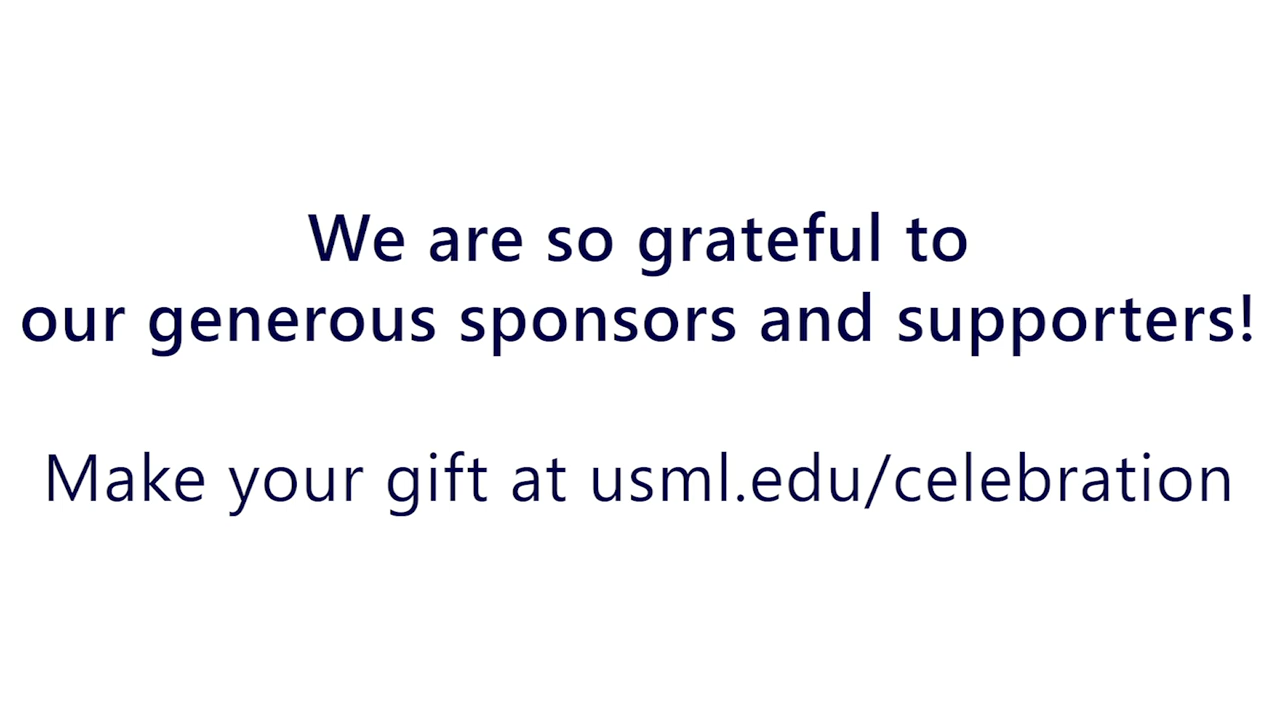 We are so grateful to
our generous sponsors and supporters!
Make your gift at usml.edu/celebration